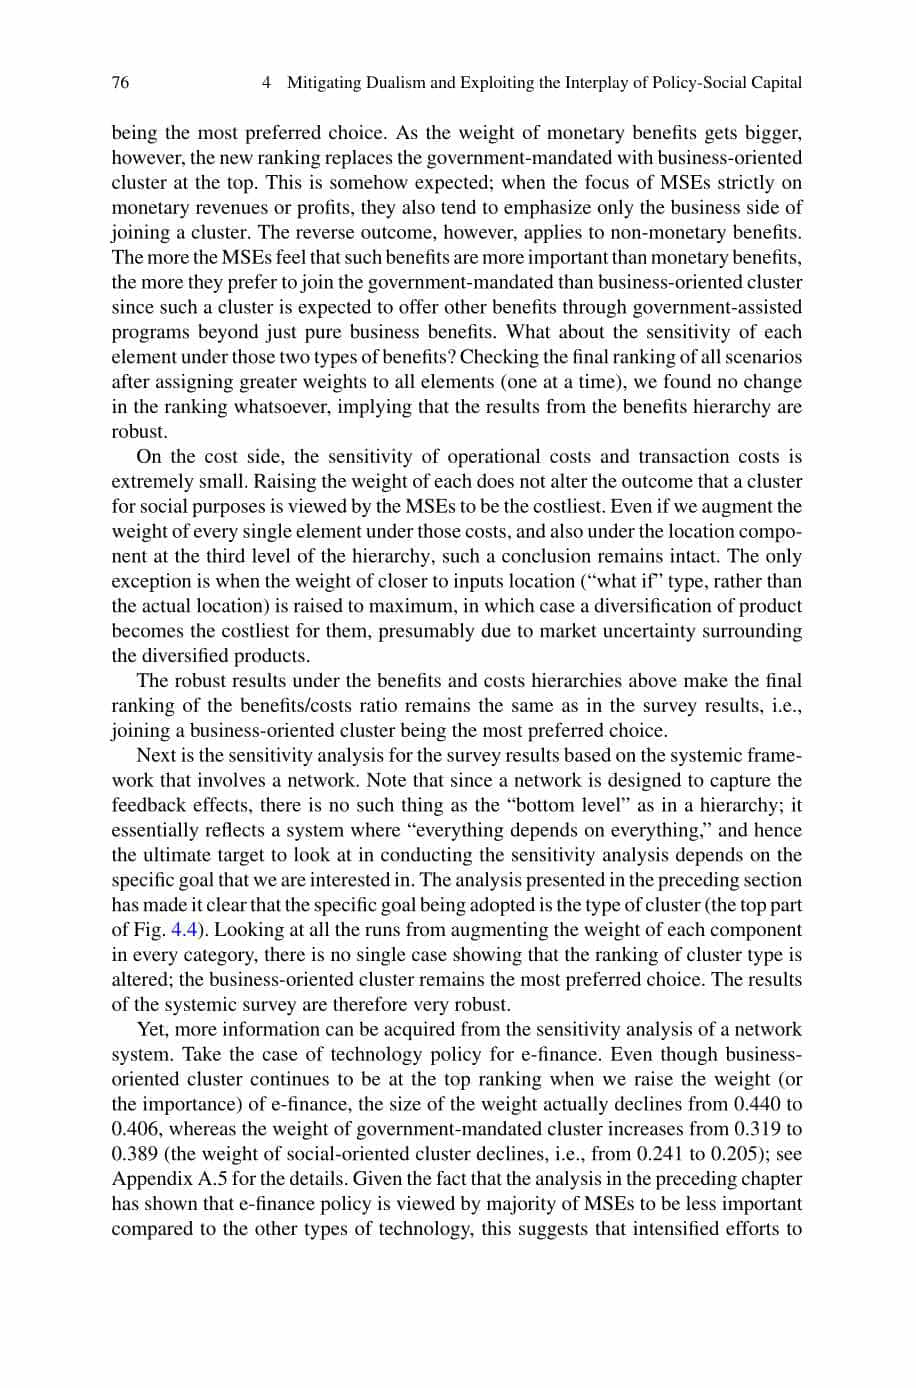 76 4 Mitigating Dualism and Exploiting the Interplay of Policy-Social Capital
being the most preferred choice. As the weight of monetary benefits gets bigger,
however, the new ranking replaces the government-mandated with business-oriented
cluster at the top. This is somehow expected; when the focus of MSEs strictly on
monetary revenues or profits, they also tend to emphasize only the business side of
joining a cluster. The reverse outcome, however, applies to non-monetary benefits.
The more the MSEs feel that such benefits are more important than monetary benefits,
the more they prefer to join the government-mandated than business-oriented cluster
since such a cluster is expected to offer other benefits through government-assisted
programs beyond just pure business benefits. What about the sensitivity of each
element under those two types of benefits? Checking the final ranking of all scenarios
after assigning greater weights to all elements (one at a time), we found no change
in the ranking whatsoever, implying that the results from the benefits hierarchy are
robust.
On the cost side, the sensitivity of operational costs and transaction costs is
extremely small. Raising the weight of each does not alter the outcome that a cluster
for social purposes is viewed by the MSEs to be the costliest. Even if we augment the
weight of every single element under those costs, and also under the location compo-
nent at the third level of the hierarchy, such a conclusion remains intact. The only
exception is when the weight of closer to inputs location (“what if” type, rather than
the actual location) is raised to maximum, in which case a diversification of product
becomes the costliest for them, presumably due to market uncertainty surrounding
the diversified products.
The robust results under the benefits and costs hierarchies above make the final
ranking of the benefits/costs ratio remains the same as in the survey results, i.e.,
joining a business-oriented cluster being the most preferred choice.
Next is the sensitivity analysis for the survey results based on the systemic frame-
work that involves a network. Note that since a network is designed to capture the
feedback effects, there is no such thing as the “bottom level” as in a hierarchy; it
essentially reflects a system where “everything depends on everything,” and hence
the ultimate target to look at in conducting the sensitivity analysis depends on the
specific goal that we are interested in. The analysis presented in the preceding section
has made it clear that the specific goal being adopted is the type of cluster (the top part
of Fig. 4.4). Looking at all the runs from augmenting the weight of each component
in every category, there is no single case showing that the ranking of cluster type is
altered; the business-oriented cluster remains the most preferred choice. The results
of the systemic survey are therefore very robust.
Yet, more information can be acquired from the sensitivity analysis of a network
system. Take the case of technology policy for e-finance. Even though business-
oriented cluster continues to be at the top ranking when we raise the weight (or
the importance) of e-finance, the size of the weight actually declines from 0.440 to
0.406, whereas the weight of government-mandated cluster increases from 0.319 to
0.389 (the weight of social-oriented cluster declines, i.e., from 0.241 to 0.205); see
Appendix A.5 for the details. Given the fact that the analysis in the preceding chapter
has shown that e-finance policy is viewed by majority of MSEs to be less important
compared to the other types of technology, this suggests that intensified efforts to